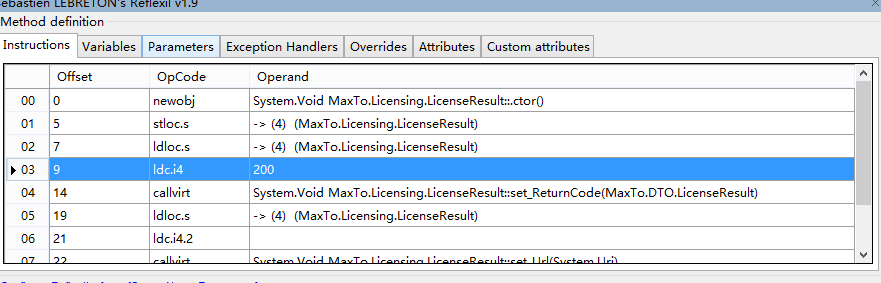 Sebastien LEBRETON's Reflexil v1.9
Method definition
Instructions Variables Parameters Exception Handlers Overrides Attributes Custom attributes
Offset OpCode Operand
00 0 newobj System.Void MaxTo.Licensing.LicenseResult::.ctor()
01 5 stloc.s -> (4) (MaxTo.Licensing.LicenseResult)
02 7 ldloc.s -> (4) (MaxTo.Licensing.LicenseResult)
03 9 ldc.i4 200
04 14 callvirt System.Void MaxTo.Licensing.LicenseResult::set_ReturnCode(MaxTo.DTO.LicenseResult)
05 19 ldloc.s -> (4) (MaxTo.Licensing.LicenseResult)
06 21 ldc.i4.2
07 22 callvirt System.Void MaxTo.Licensing.LicenseResult::set_Url(System.Uri)